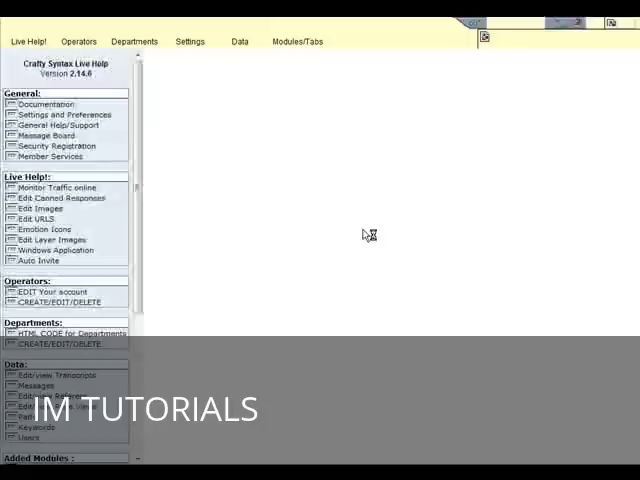 Live Help! Operators Departments Settings Data Modules/Tabs
Crafty Syntax Live Help
Version 2.14.6
General:
Documentation
Settings and Preferences
General Help/Support
Message Board
Security Registration
Member Services
Live Help!:
Monitor Traffic online
Edit Canned Responses
Edit Images
Edit URLS
Emotion Icons
Edit Layer Images
Windows Application
Auto Invite
Operators:
EDIT Your account
CREATE/EDIT/DELETE
Departments:
HTML CODE for Departments
CREATE/EDIT/DELETE
Data:
Edit/view Transcripts
Messages
IM TUTORIALS
Keywords
Users
Added Modules :